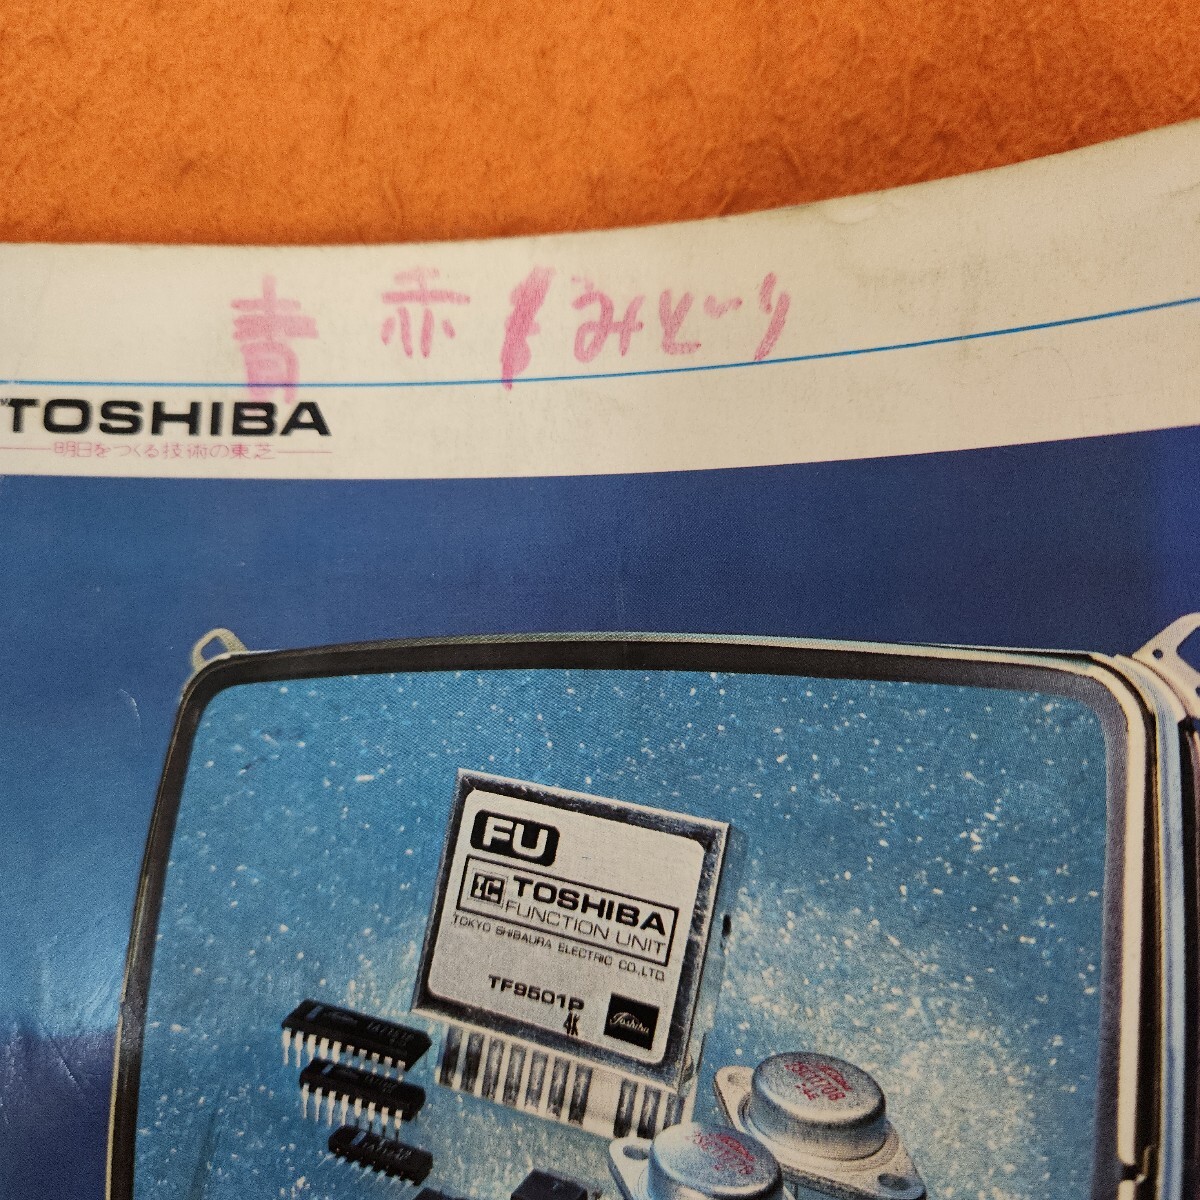 青 赤 みどり
TOSHIBA
明日をつくる技術の東芝
FU
IC TOSHIBA
FUNCTION UNIT
TOKYO SHIBAURA ELECTRIC CO.,LTD.
TF9501P
4K
Toshiba